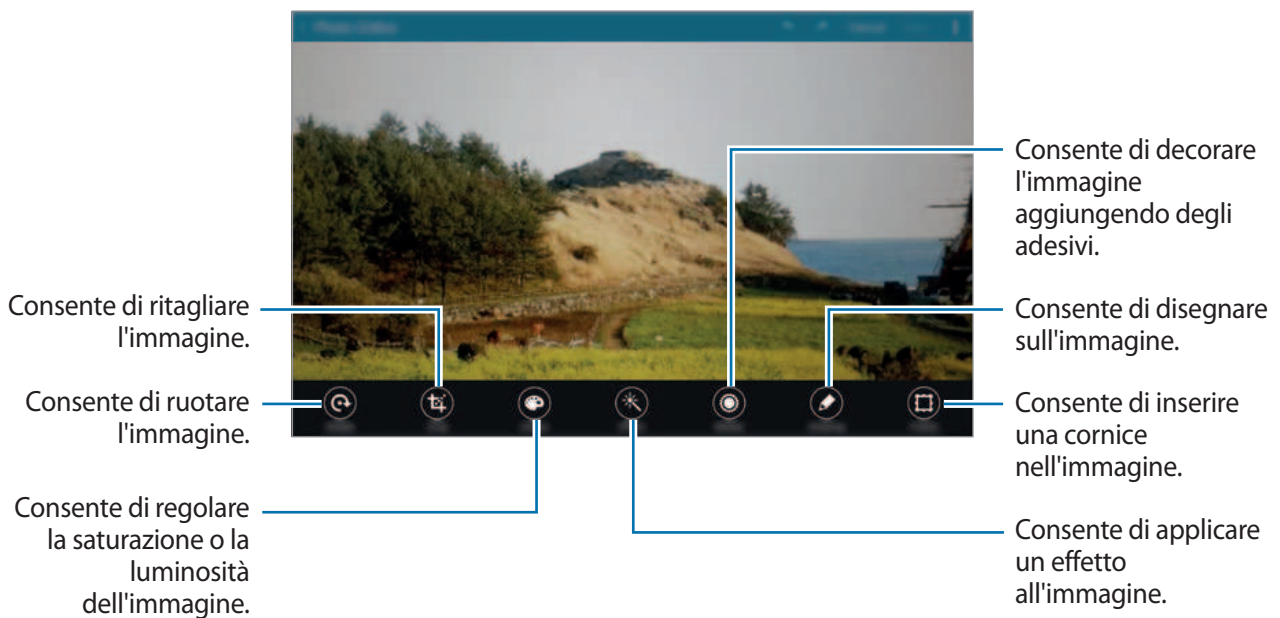 Consente di decorare
l'immagine
aggiungendo degli
adesivi.
Consente di ritagliare
l'immagine.
Consente di disegnare
sull'immagine.
Consente di ruotare
l'immagine.
Consente di inserire
una cornice
nell'immagine.
Consente di regolare
la saturazione o la
luminosità
dell'immagine.
Consente di applicare
un effetto
all'immagine.